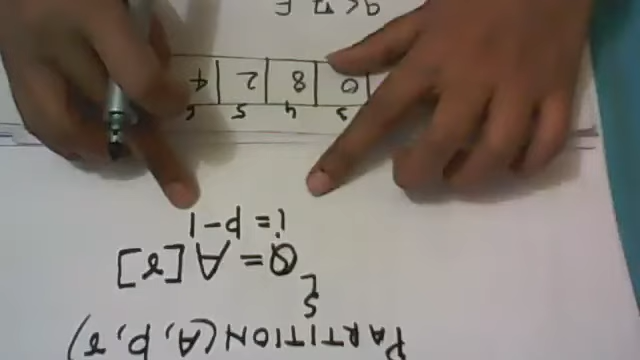 PARTITION (A, p, r)
[
Q = A[r]
i = p-1
3 4 5 6
0 8 2 4